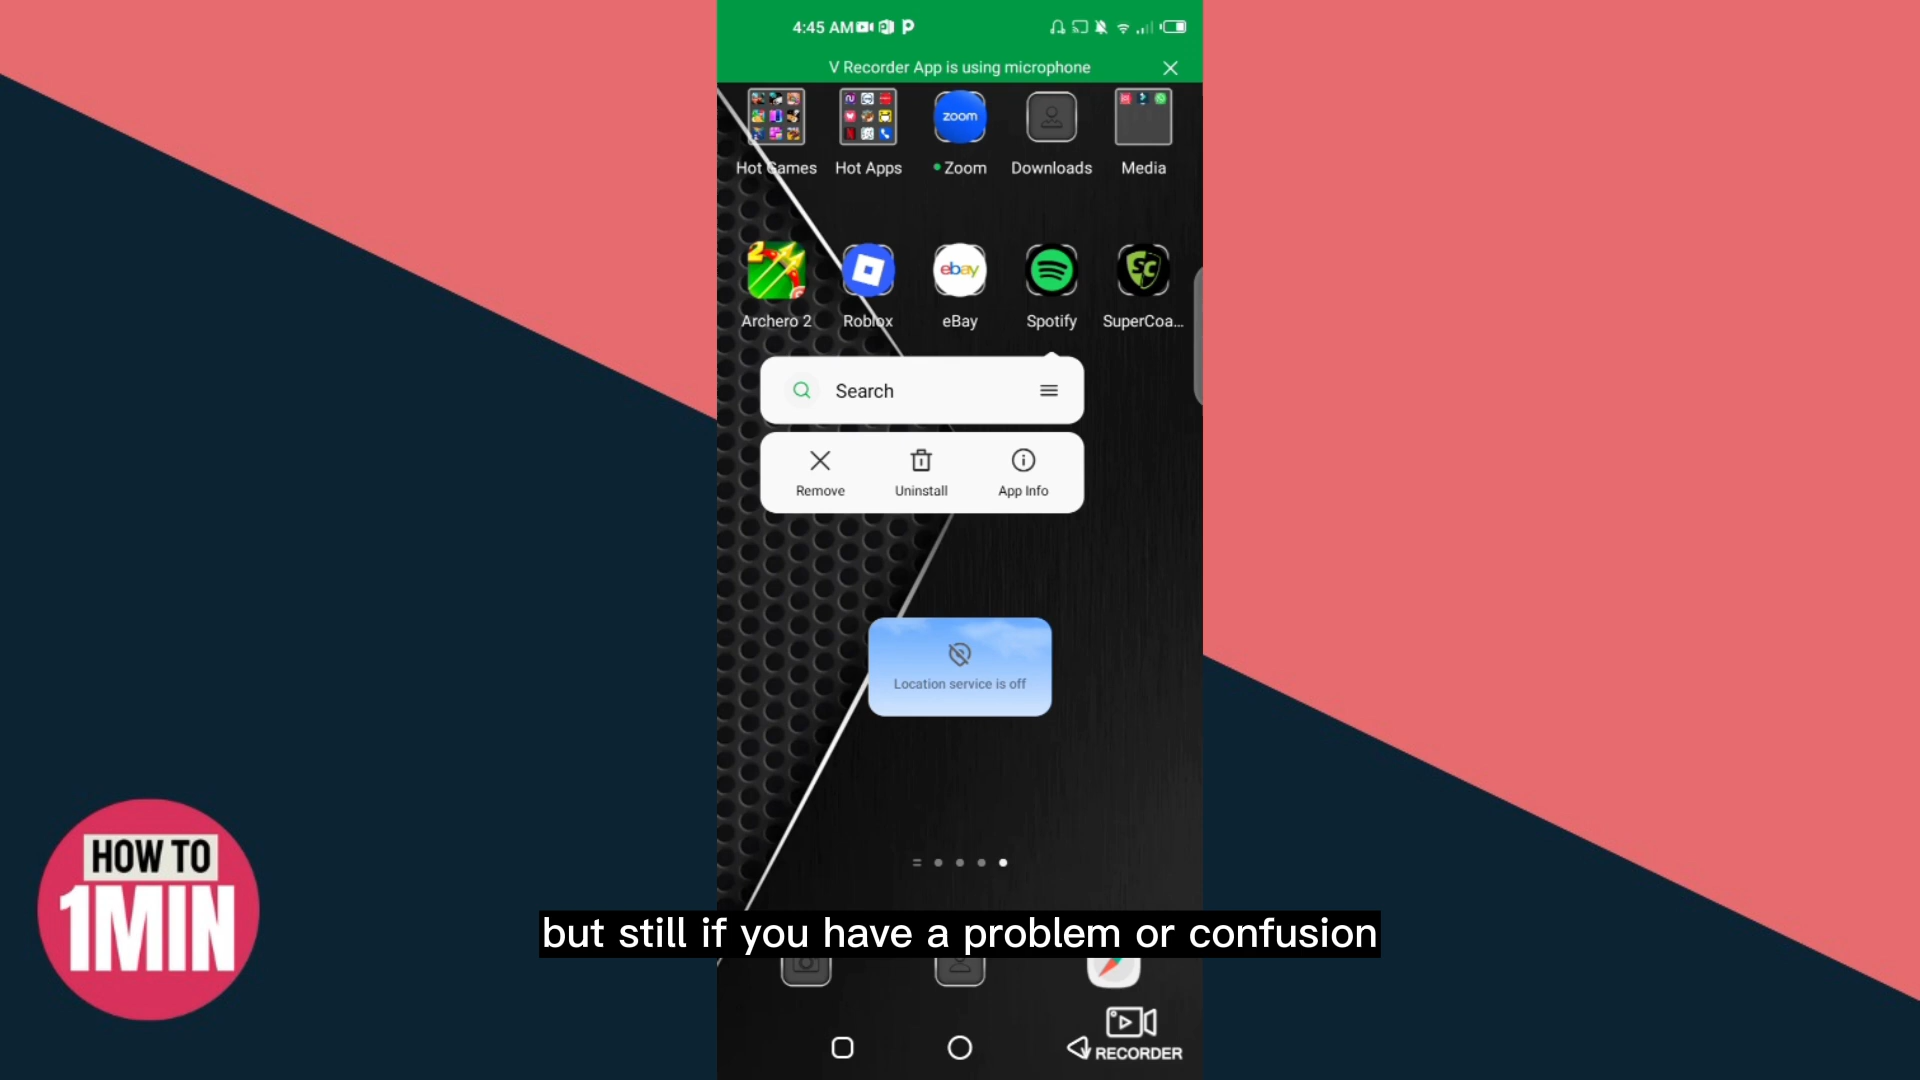 4:45 AM
V Recorder App is using microphone
zoom
Hot Games
Hot Apps
Zoom
Downloads
Media
2
ebay
SC
Archero 2
Roblox
eBay
Spotify
SuperCoa...
Search
Remove
Uninstall
App Info
Location service is off
HOW TO
1MIN
but still if you have a problem or confusion
RECORDER